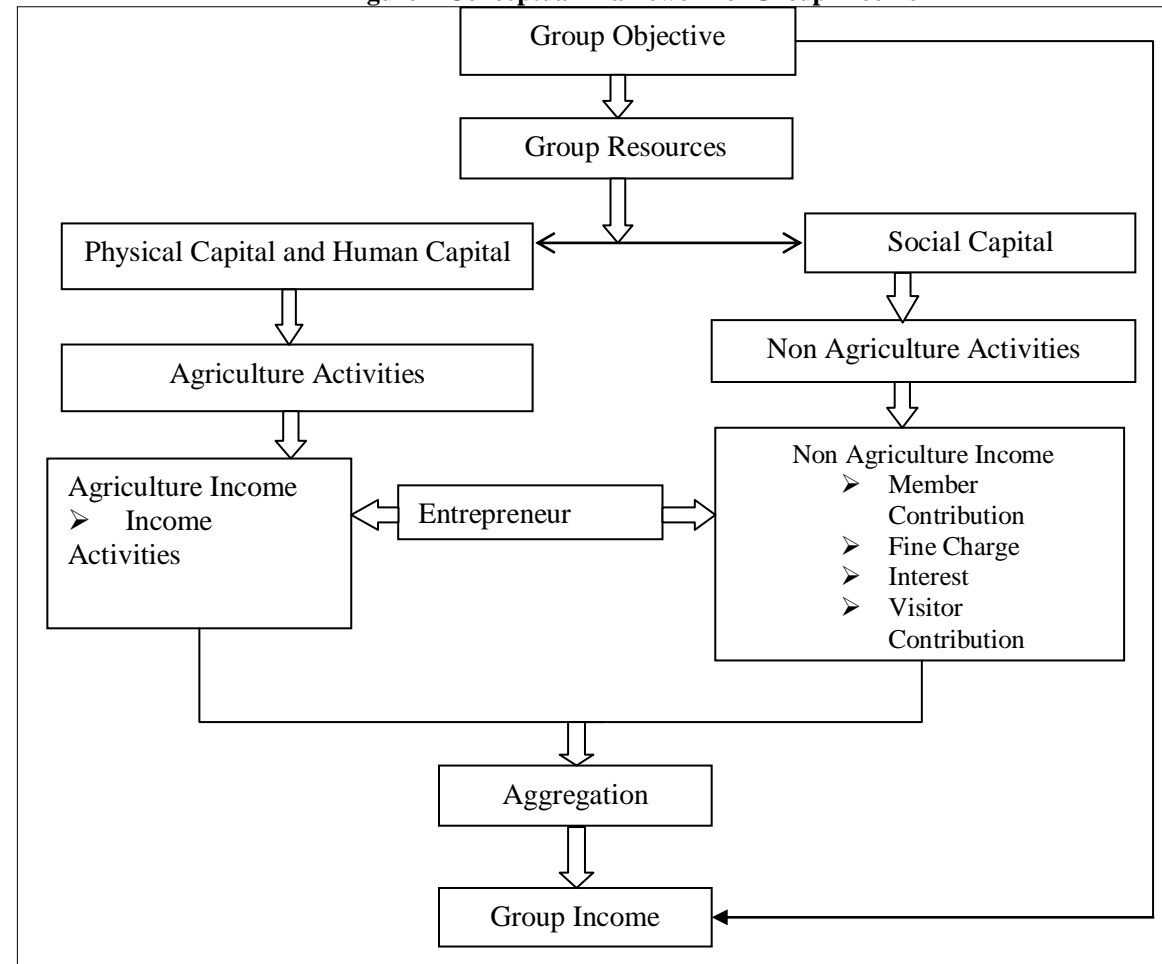 Group Objective
Group Resources
Physical Capital and Human Capital
Social Capital
Agriculture Activities
Non Agriculture Activities
Agriculture Income
➢ Income
Activities
Entrepreneur
Non Agriculture Income
➢ Member
Contribution
➢ Fine Charge
➢ Interest
➢ Visitor
Contribution
Aggregation
Group Income